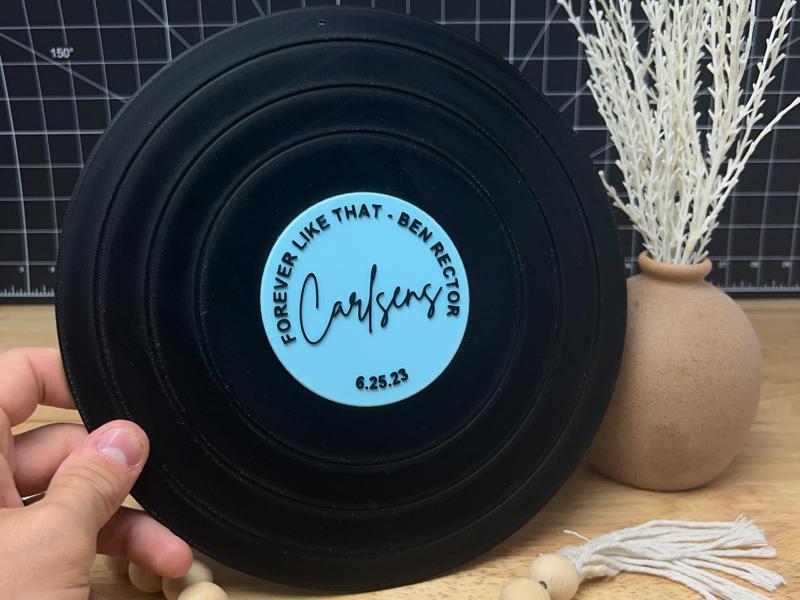 150°
FOREVER LIKE THAT - BEN RECTOR
Carlsens
6.25.23